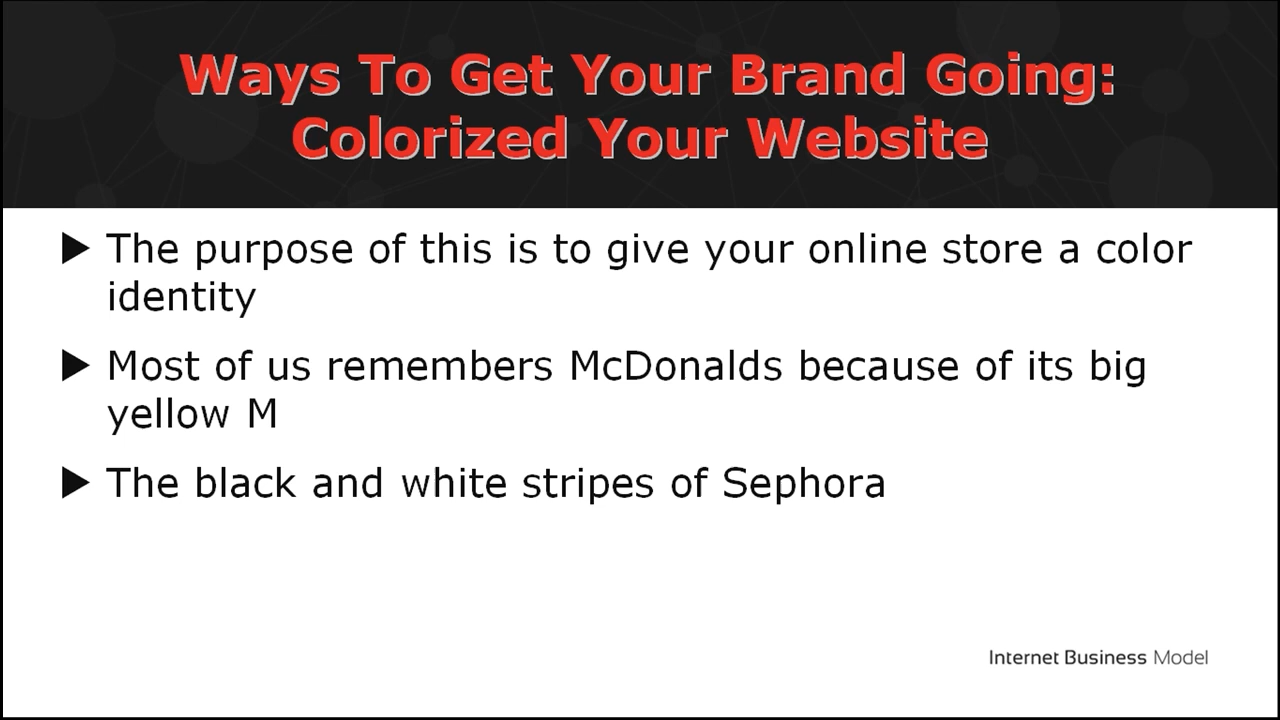 Ways To Get Your Brand Going:
Colorized Your Website
▶ The purpose of this is to give your online store a color
identity
▶ Most of us remembers McDonalds because of its big
yellow M
▶ The black and white stripes of Sephora
Internet Business Model